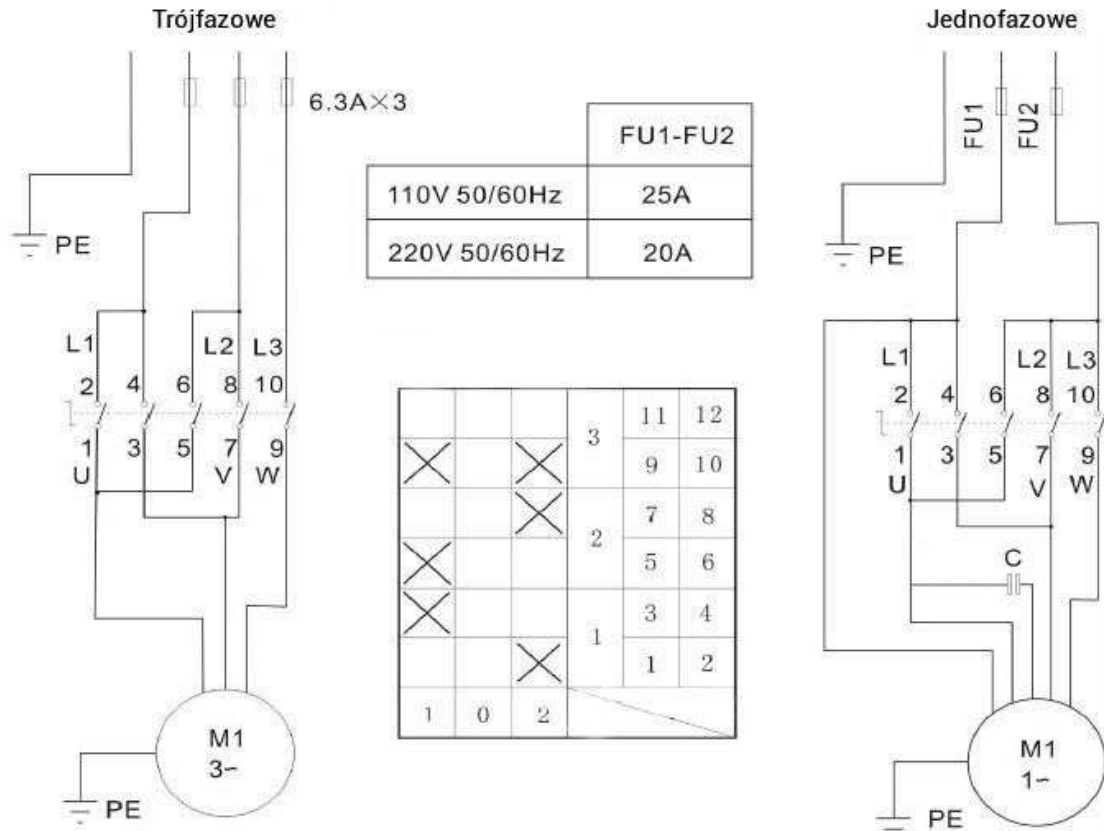 Trójfazowe
6.3A×3
PE
L1 L2 L3
2 4 6 8 10
1 3 5 7 9
U V W
M1
3~
PE
FU1-FU2
110V 50/60Hz 25A
220V 50/60Hz 20A
3 11 12
9 10
2 7 8
5 6
1 3 4
1 2
1 0 2
Jednofazowe
FU1 FU2
PE
L1 L2 L3
2 4 6 8 10
1 3 5 7 9
U V W
C
M1
1~
PE